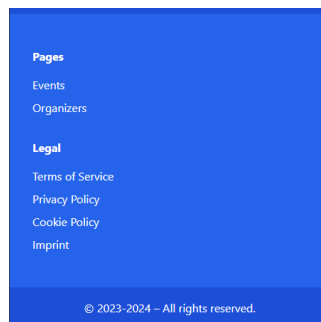 Pages
Events
Organizers
Legal
Terms of Service
Privacy Policy
Cookie Policy
Imprint
© 2023-2024 – All rights reserved.